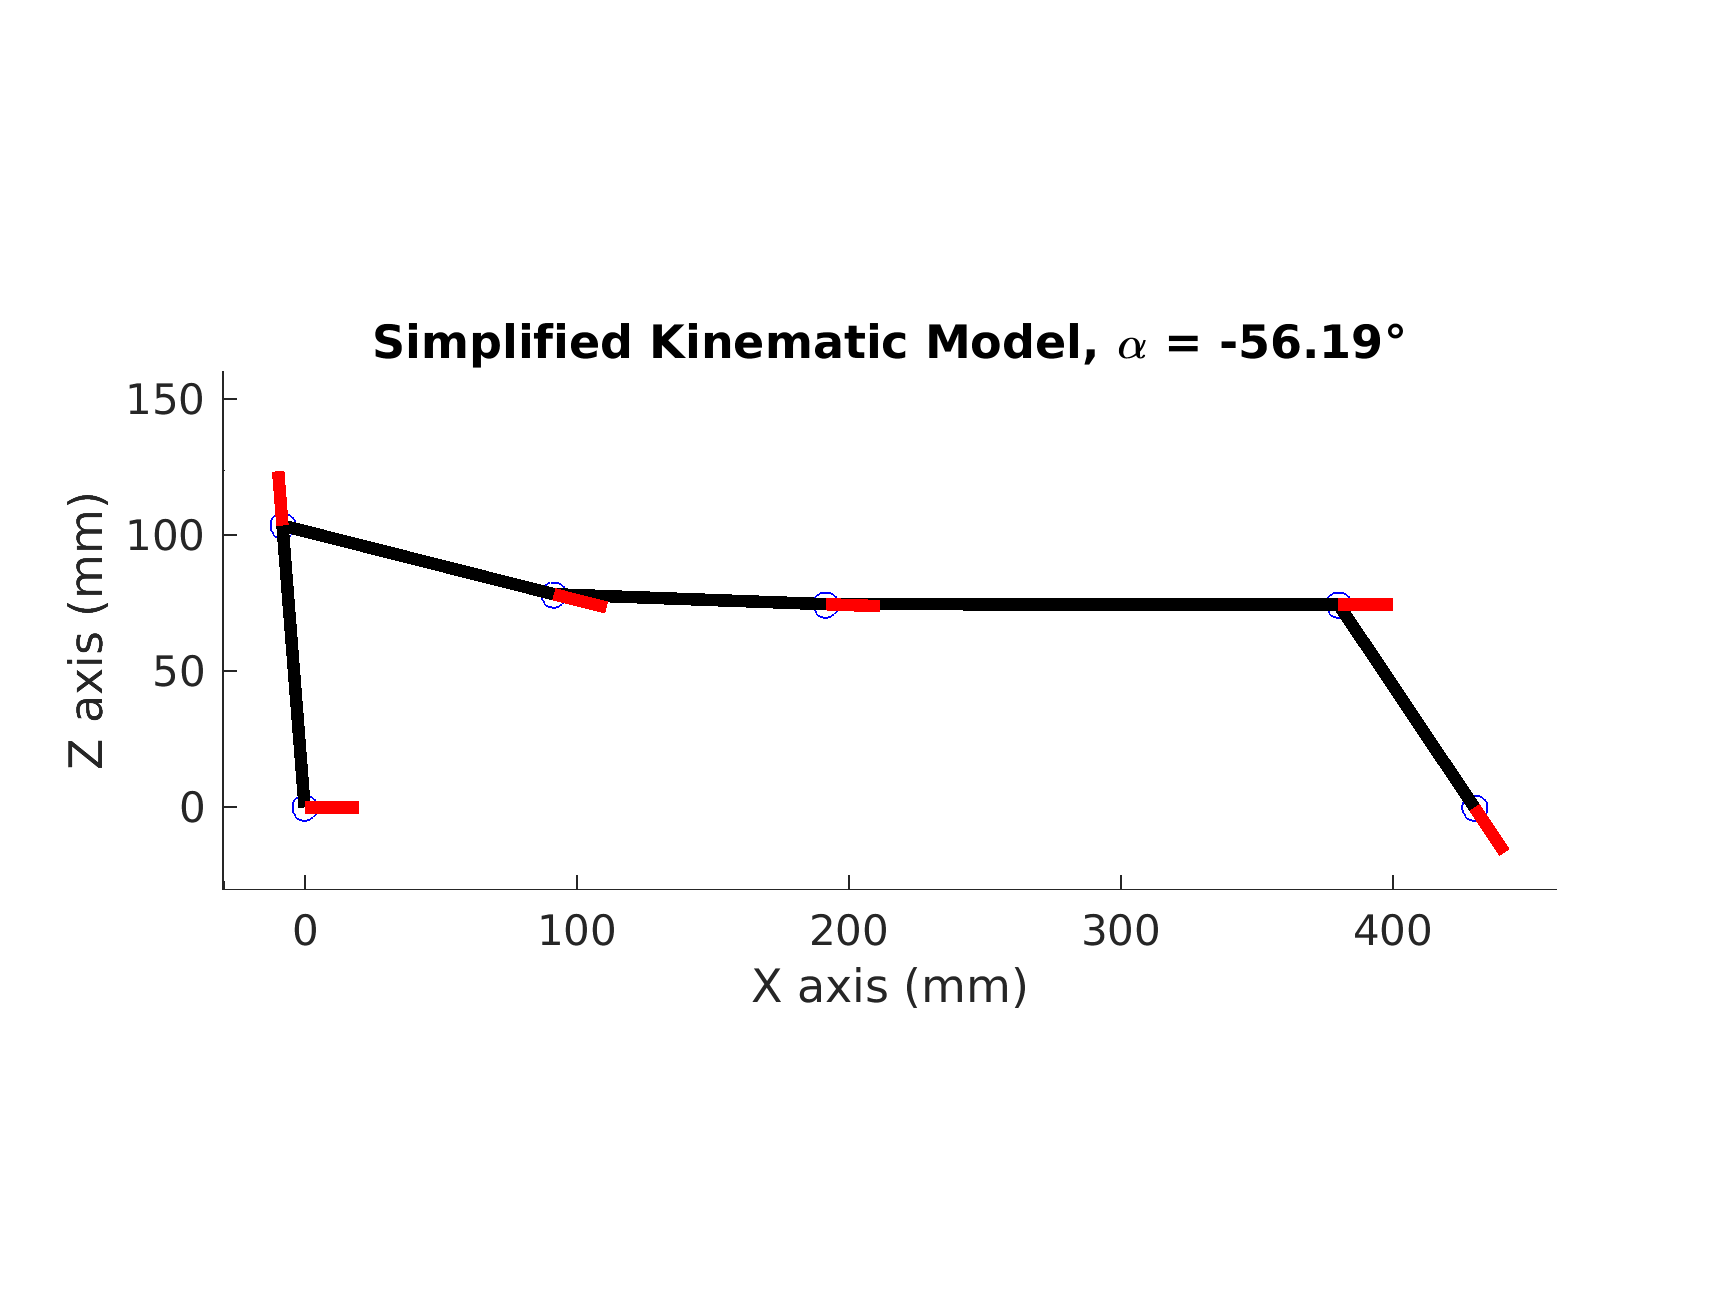 Simplified Kinematic Model, α = -56.19°
150
100
50
0
Z axis (mm)
0 100 200 300 400
X axis (mm)